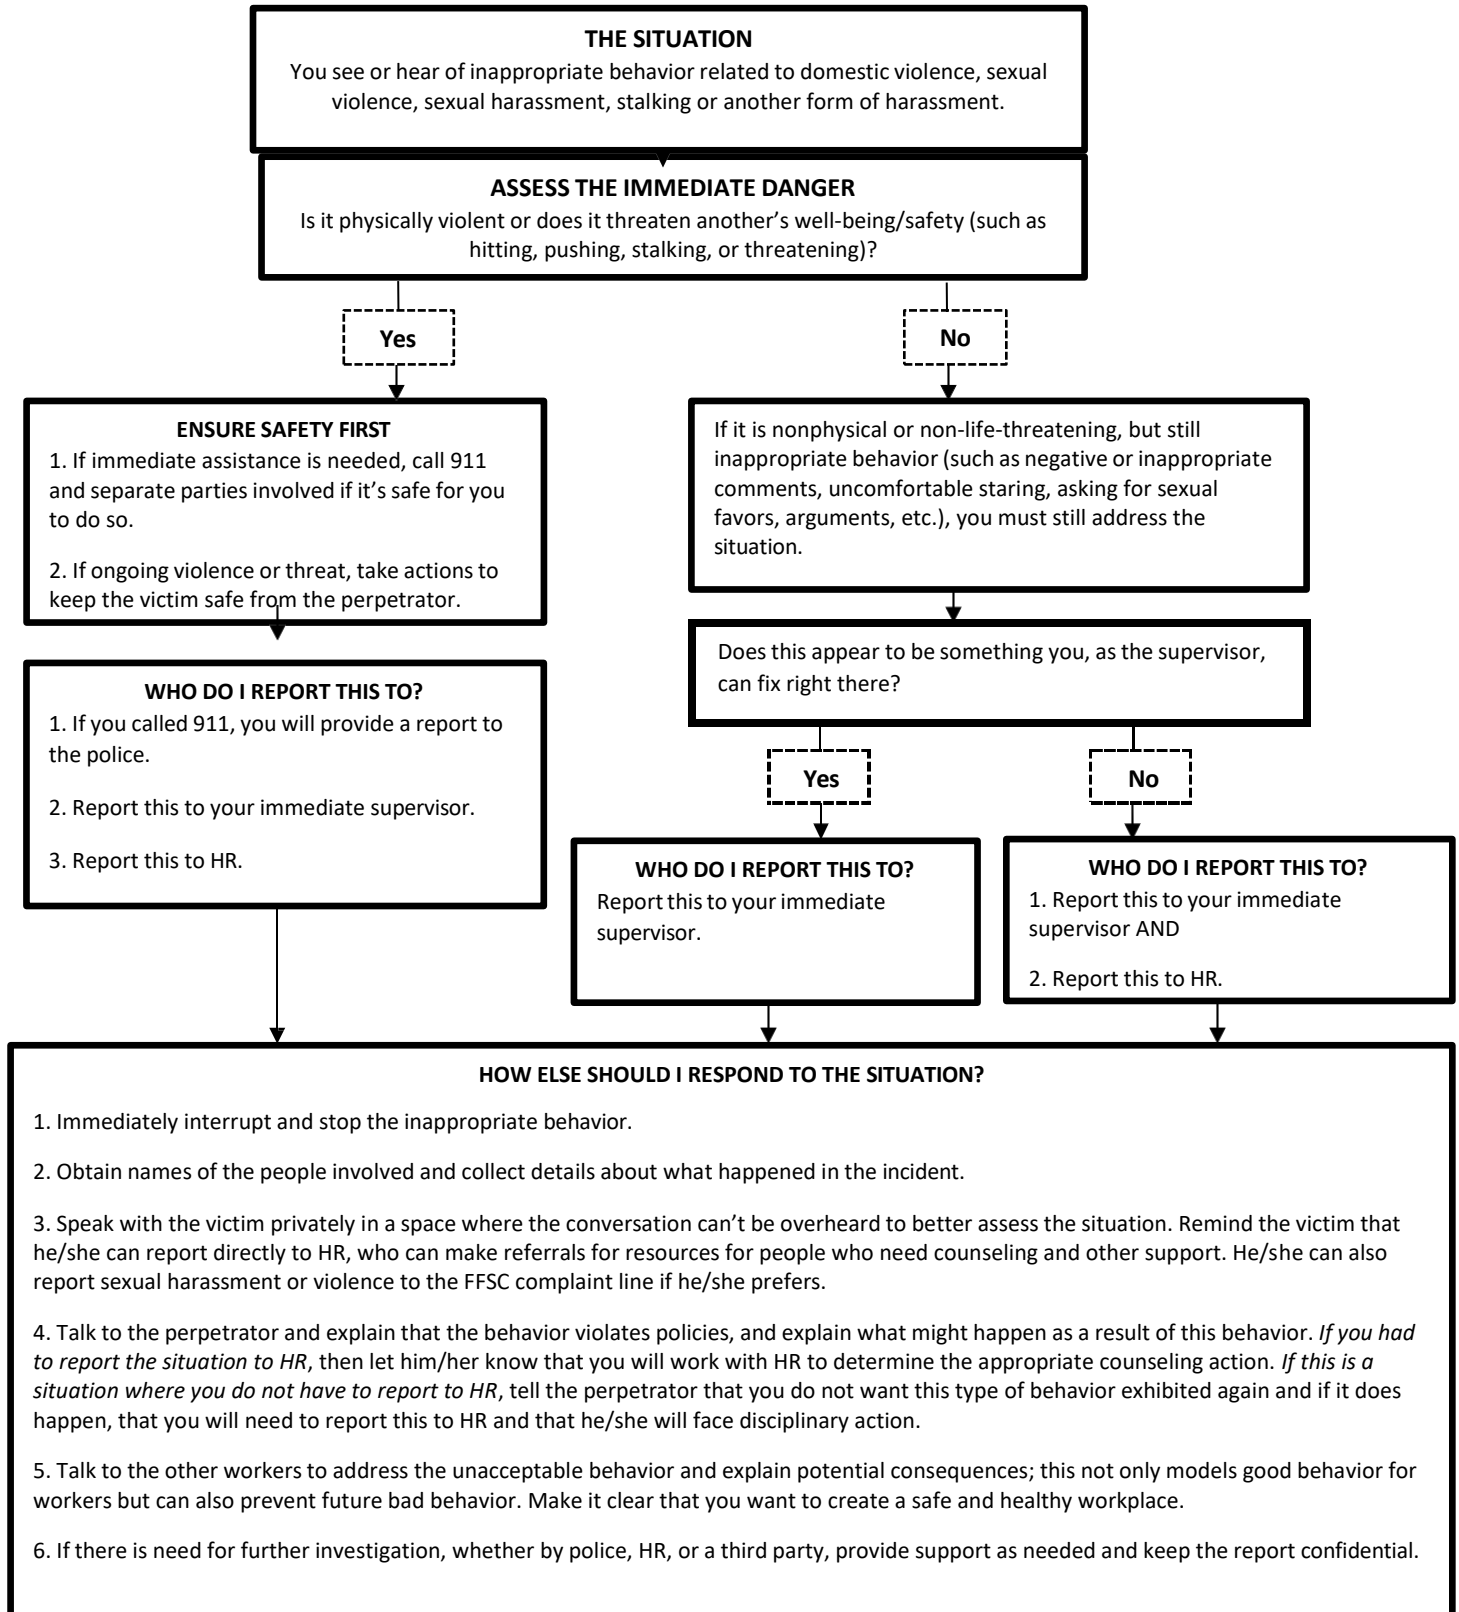 THE SITUATION
You see or hear of inappropriate behavior related to domestic violence, sexual
violence, sexual harassment, stalking or another form of harassment.
ASSESS THE IMMEDIATE DANGER
Is it physically violent or does it threaten another’s well-being/safety (such as
hitting, pushing, stalking, or threatening)?
Yes
No
ENSURE SAFETY FIRST
1. If immediate assistance is needed, call 911
and separate parties involved if it’s safe for you
to do so.
2. If ongoing violence or threat, take actions to
keep the victim safe from the perpetrator.
If it is nonphysical or non-life-threatening, but still
inappropriate behavior (such as negative or inappropriate
comments, uncomfortable staring, asking for sexual
favors, arguments, etc.), you must still address the
situation.
Does this appear to be something you, as the supervisor,
can fix right there?
WHO DO I REPORT THIS TO?
1. If you called 911, you will provide a report to
the police.
2. Report this to your immediate supervisor.
3. Report this to HR.
Yes
No
WHO DO I REPORT THIS TO?
Report this to your immediate
supervisor.
WHO DO I REPORT THIS TO?
1. Report this to your immediate
supervisor AND
2. Report this to HR.
HOW ELSE SHOULD I RESPOND TO THE SITUATION?
1. Immediately interrupt and stop the inappropriate behavior.
2. Obtain names of the people involved and collect details about what happened in the incident.
3. Speak with the victim privately in a space where the conversation can’t be overheard to better assess the situation. Remind the victim that
he/she can report directly to HR, who can make referrals for resources for people who need counseling and other support. He/she can also
report sexual harassment or violence to the FFSC complaint line if he/she prefers.
4. Talk to the perpetrator and explain that the behavior violates policies, and explain what might happen as a result of this behavior. If you had
to report the situation to HR, then let him/her know that you will work with HR to determine the appropriate counseling action. If this is a
situation where you do not have to report to HR, tell the perpetrator that you do not want this type of behavior exhibited again and if it does
happen, that you will need to report this to HR and that he/she will face disciplinary action.
5. Talk to the other workers to address the unacceptable behavior and explain potential consequences; this not only models good behavior for
workers but can also prevent future bad behavior. Make it clear that you want to create a safe and healthy workplace.
6. If there is need for further investigation, whether by police, HR, or a third party, provide support as needed and keep the report confidential.